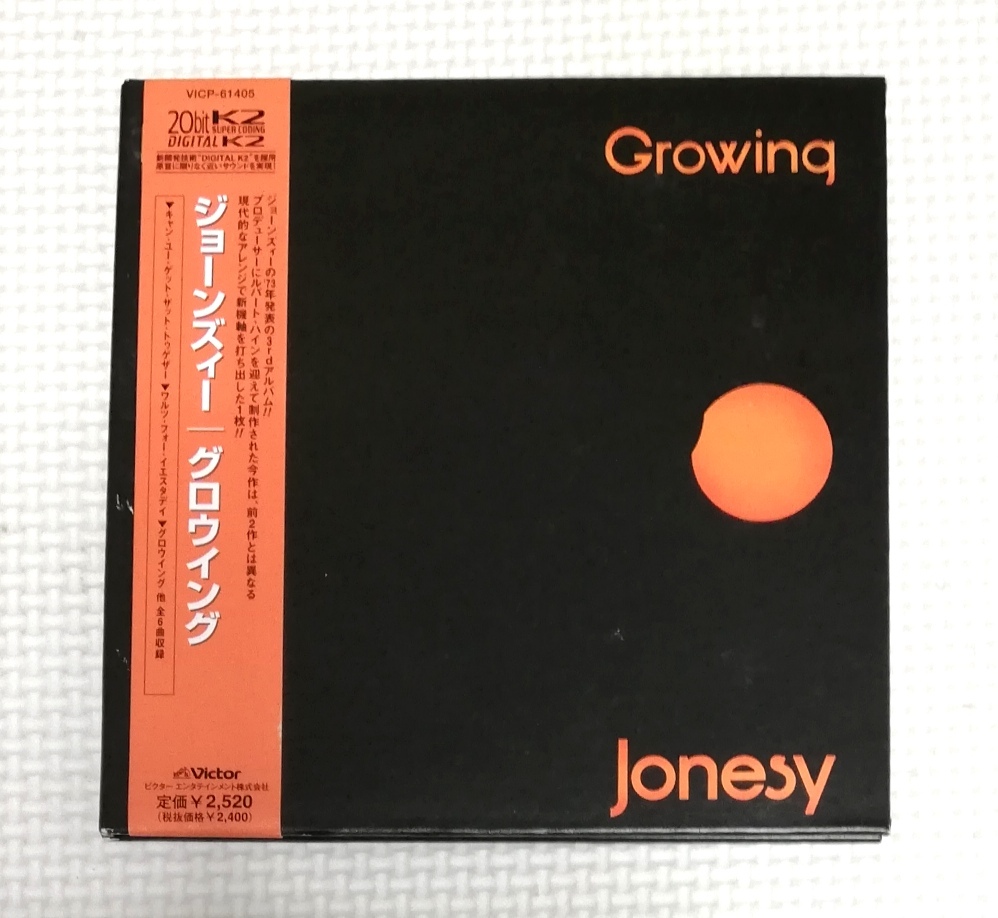 VICP-61405
20bit K2
SUPER CODING
DIGITAL K2
新開発技術"DIGITAL K2"を採用
原音に限りなく近いサウンドを実現
ジョーンズィーの'73年発表の3rdアルバム!!
プロデューサーにルパート・ハインを迎えて制作された今作は、前2作とは異なる
現代的なアレンジで新機軸を打ち出した1枚!!
ジョーンズィー│グロウイング
▼キャン・ユー・ゲット・ザット・トゥゲザー ▼ワルツ・フォー・イエスタデイ ▼グロウイング 他 全6曲収録
Victor
ビクター エンタテインメント株式会社
定価￥2,520
(税抜価格￥2,400)
Growing
Jonesy